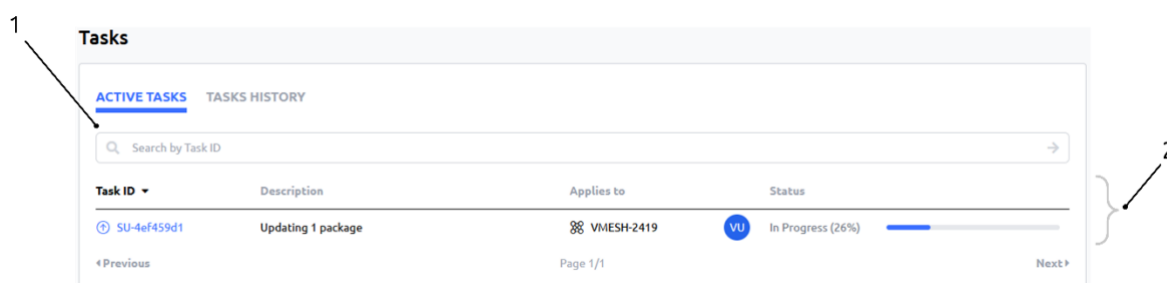 1
Tasks
ACTIVE TASKS TASKS HISTORY
Search by Task ID
2
Task ID Description Applies to Status
SU-4ef459d1 Updating 1 package VMESH-2419 VU In Progress (26%)
Previous Page 1/1 Next